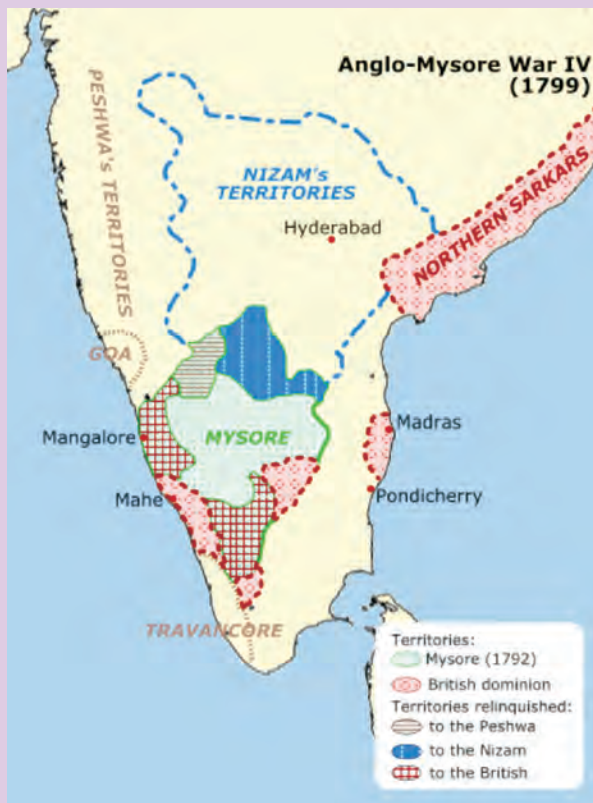 Anglo-Mysore War IV
(1799)
PESHWA's TERRITORIES
NIZAM's
TERRITORIES
Hyderabad
NORTHERN SARKARS
GOA
Mangalore
MYSORE
Madras
Mahe
Pondicherry
TRAVANCORE
Territories:
Mysore (1792)
British dominion
Territories relinquished:
to the Peshwa
to the Nizam
to the British